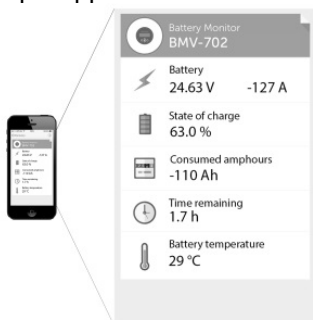 Battery Monitor
BMV-702
Battery
24.63 V -127 A
State of charge
63.0 %
Consumed amphours
-110 Ah
Time remaining
1.7 h
Battery temperature
29 °C